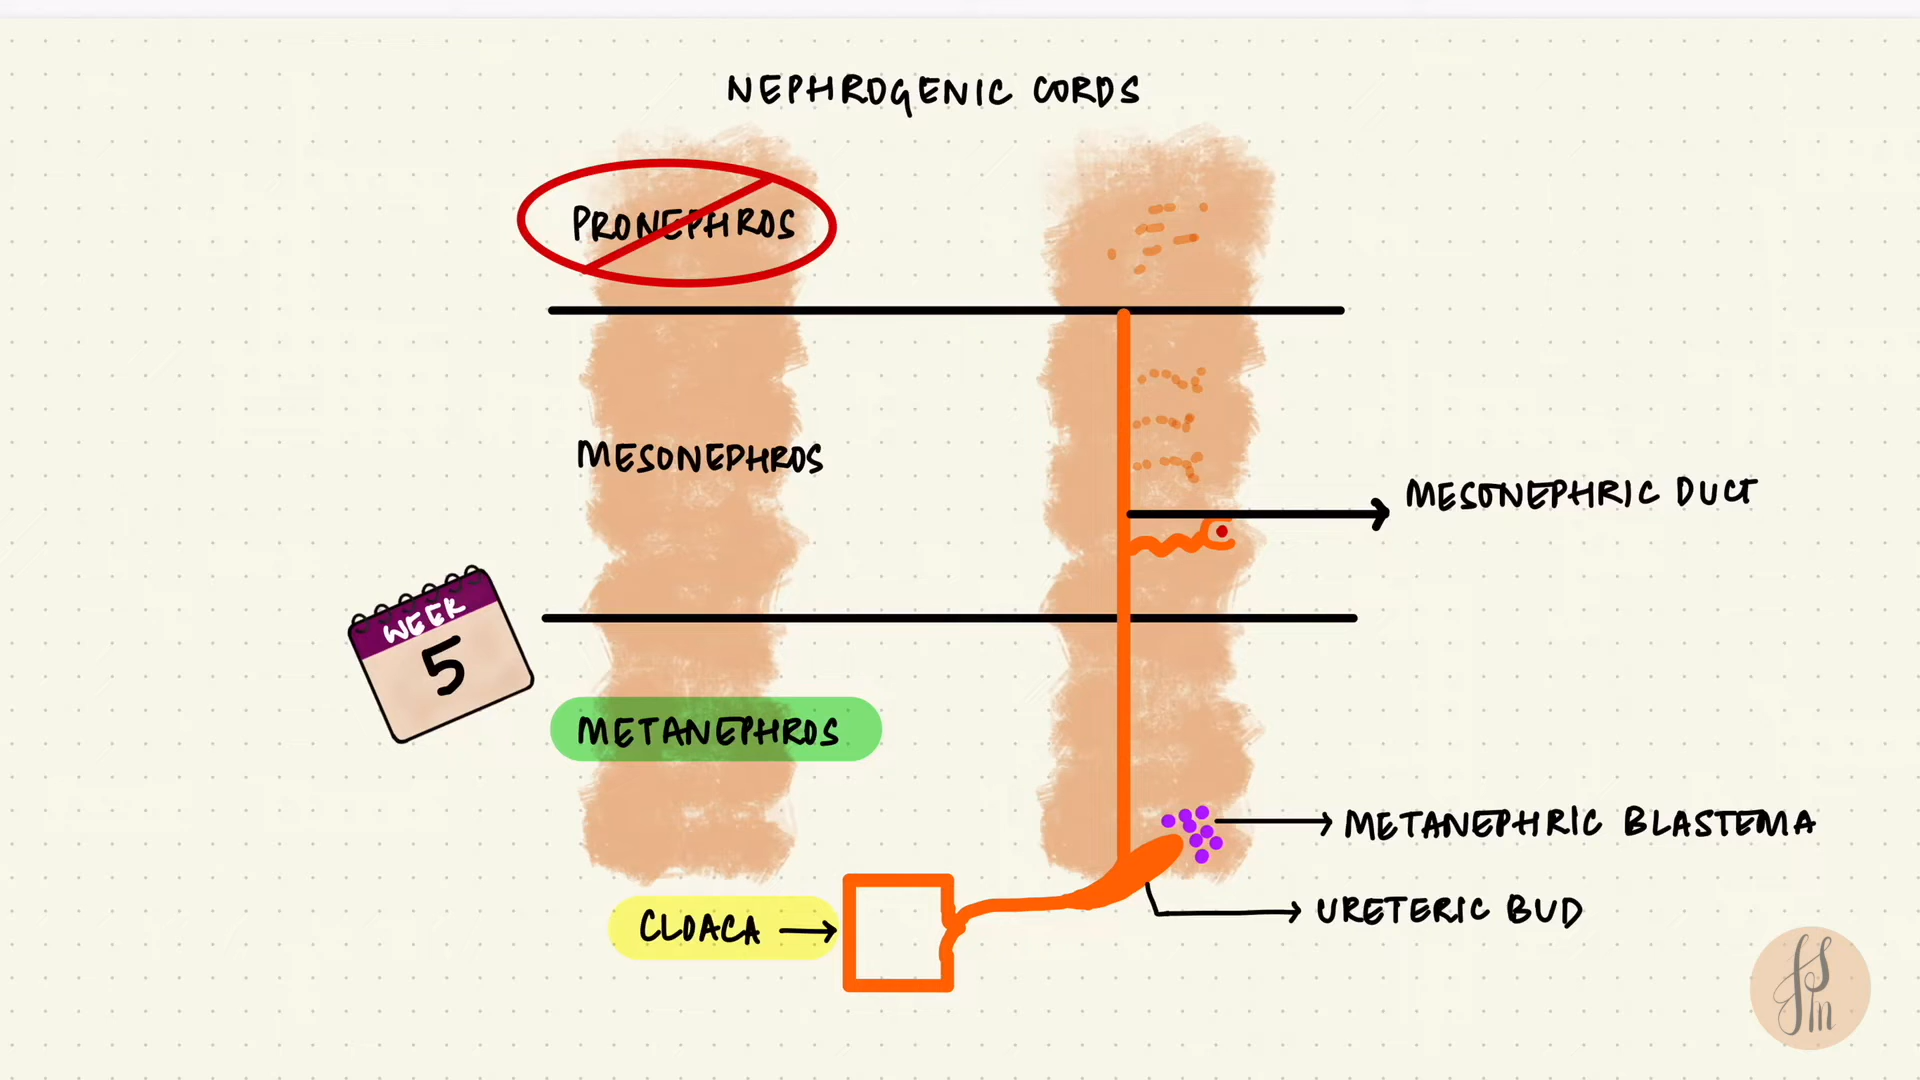 NEPHROGENIC CORDS
PRONEPHROS
MESONEPHROS
MESONEPHRIC DUCT
WEEK
5
METANEPHROS
METANEPHRIC BLASTEMA
URETERIC BUD
CLOACA